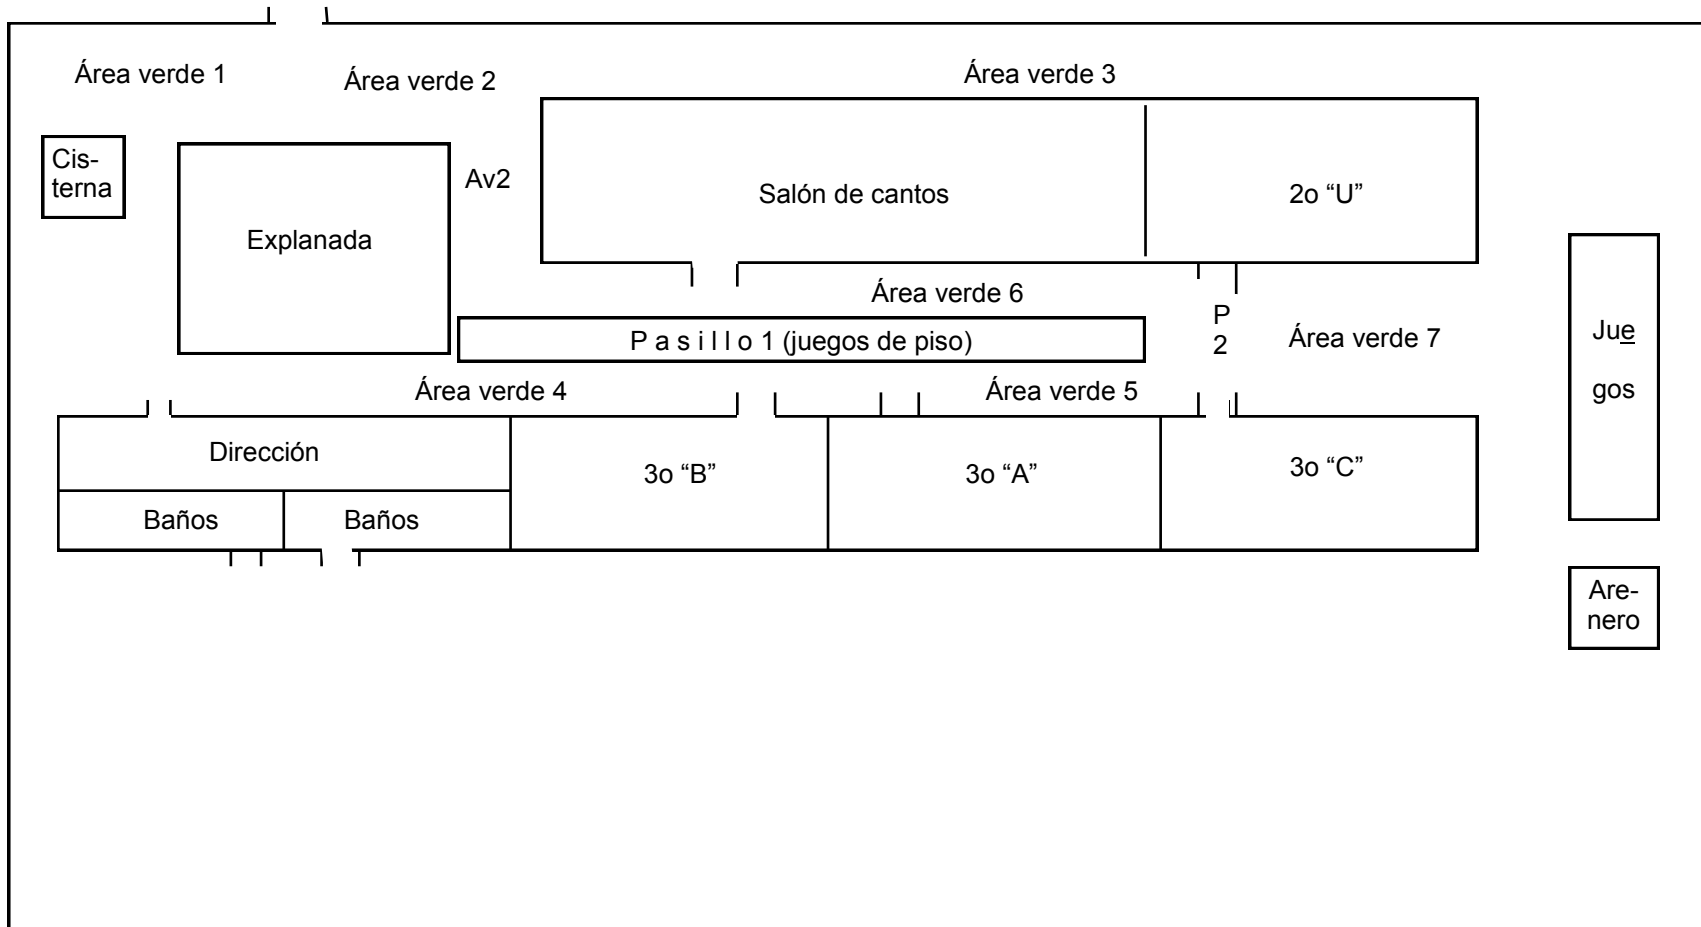 Área verde 1
Área verde 2
Área verde 3
Cis-
terna
Av2
Salón de cantos
2o “U”
Explanada
Área verde 6
P
2
Área verde 7
Jue
gos
P a s i l l o 1 (juegos de piso)
Área verde 4
Área verde 5
Dirección
3o “B”
3o “A”
3o “C”
Baños
Baños
Are-
nero